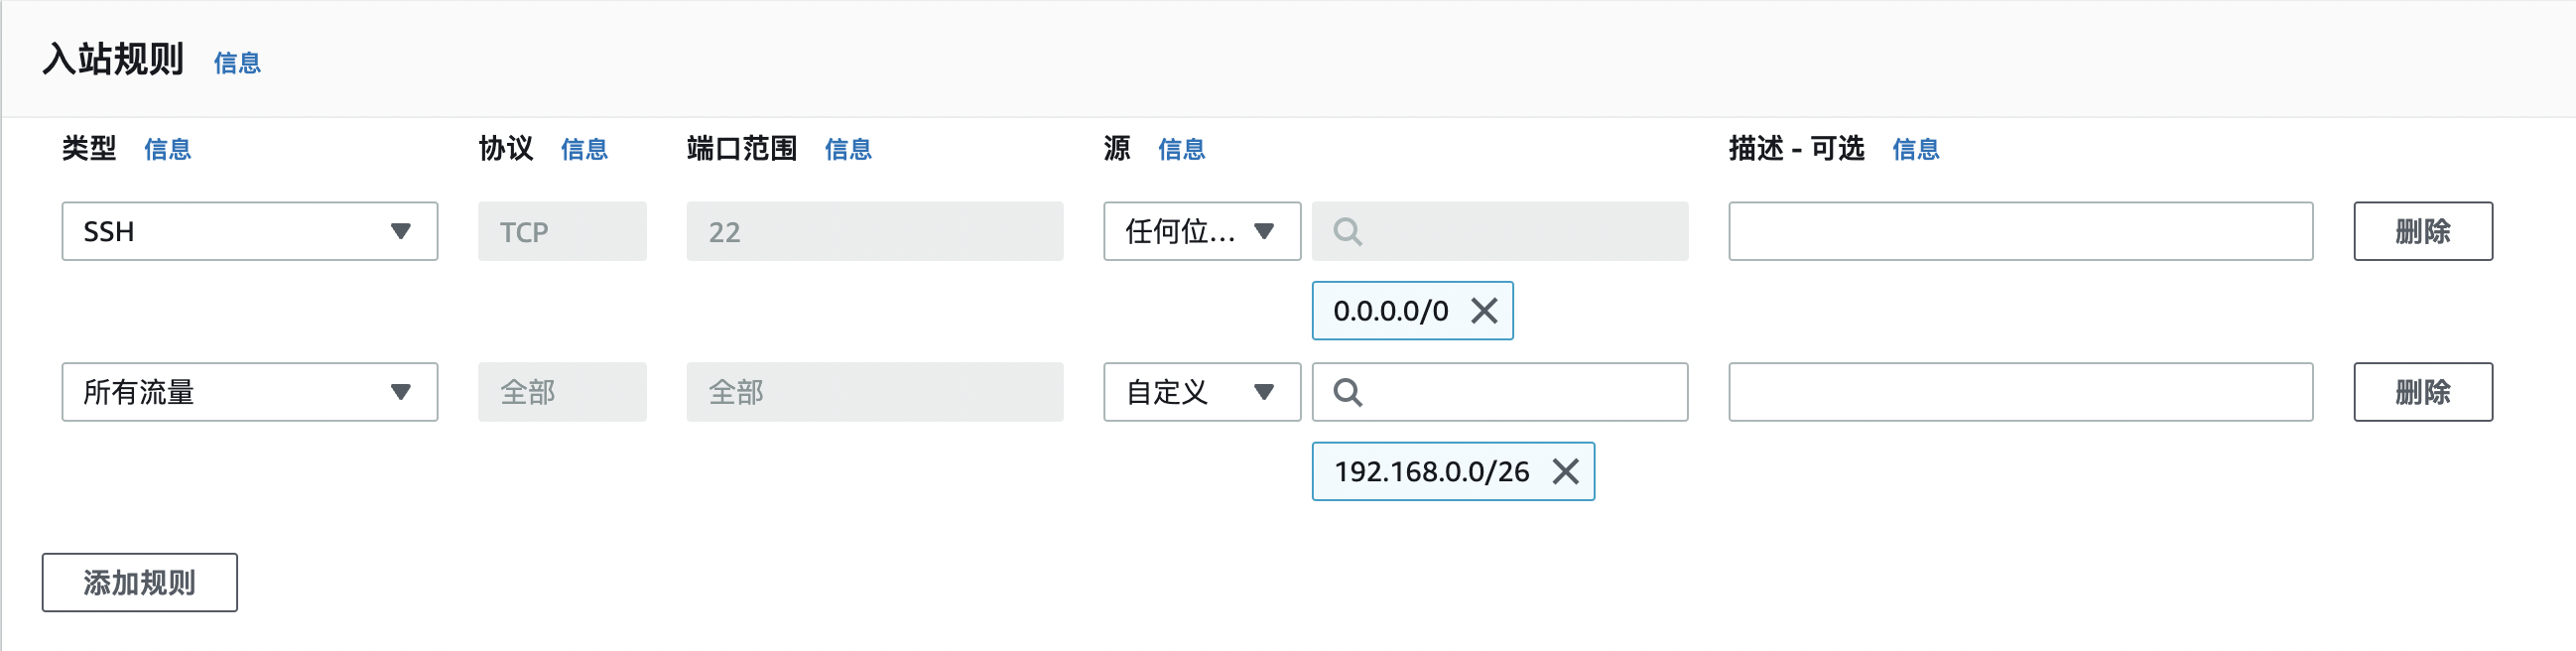 入站规则 信息
类型 信息 协议 信息 端口范围 信息 源 信息 描述 - 可选 信息
SSH TCP 22 任何位... 删除
0.0.0.0/0
所有流量 全部 全部 自定义 删除
192.168.0.0/26
添加规则